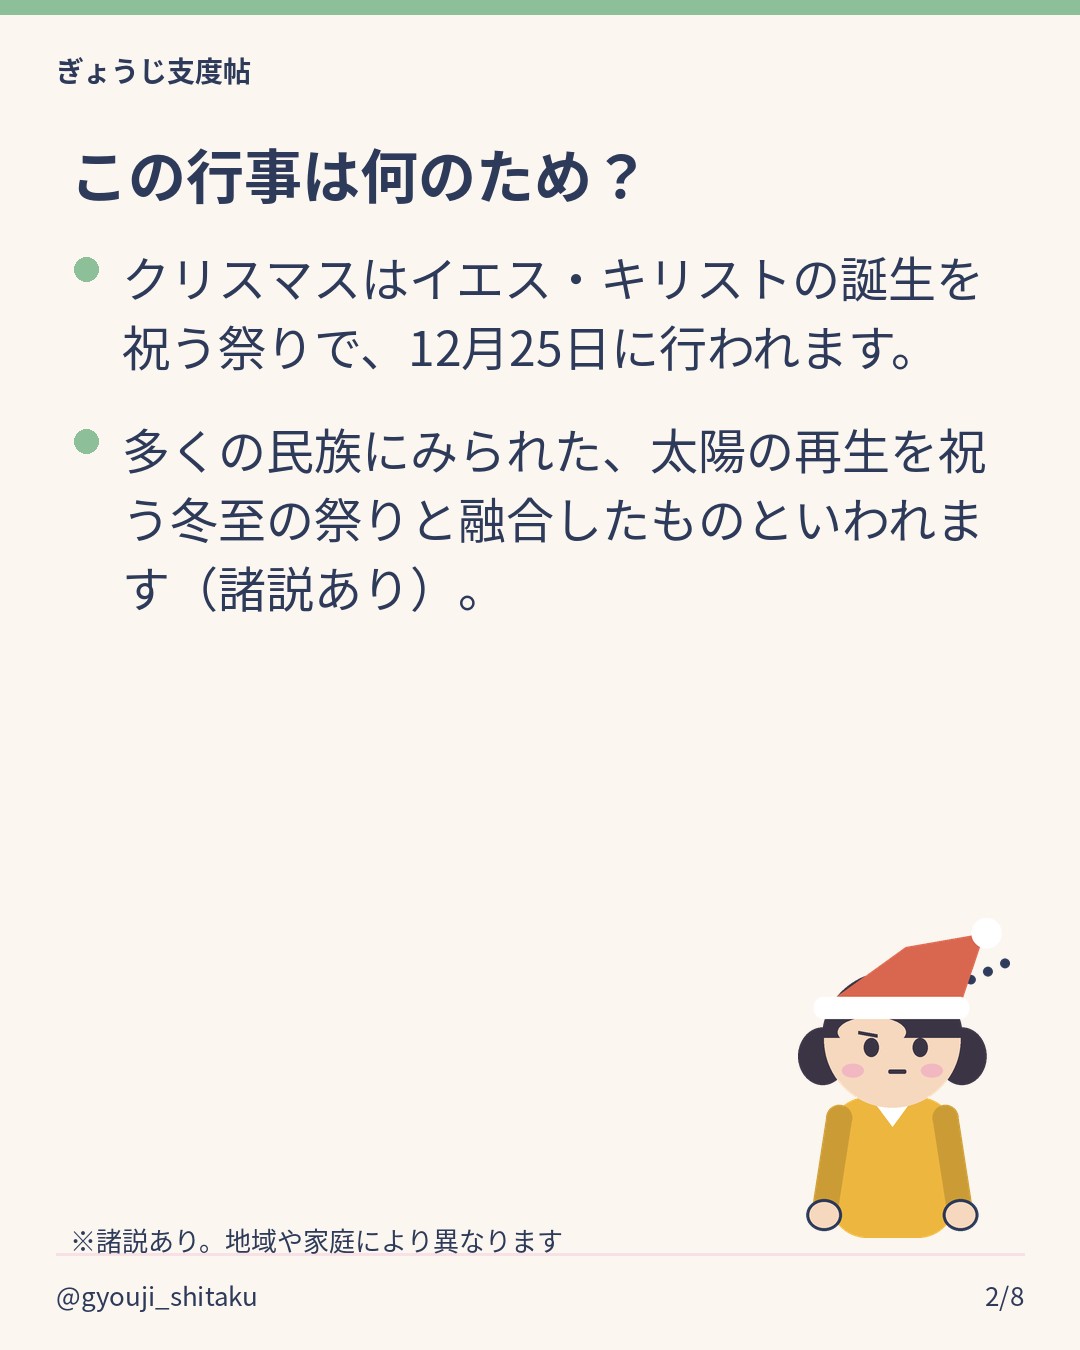 ぎょうじ支度帖
この行事は何のため？
クリスマスはイエス・キリストの誕生を
祝う祭りで、12月25日に行われます。
多くの民族にみられた、太陽の再生を祝
う冬至の祭りと融合したものといわれま
す（諸説あり）。
※諸説あり。地域や家庭により異なります
@gyouji_shitaku
2/8